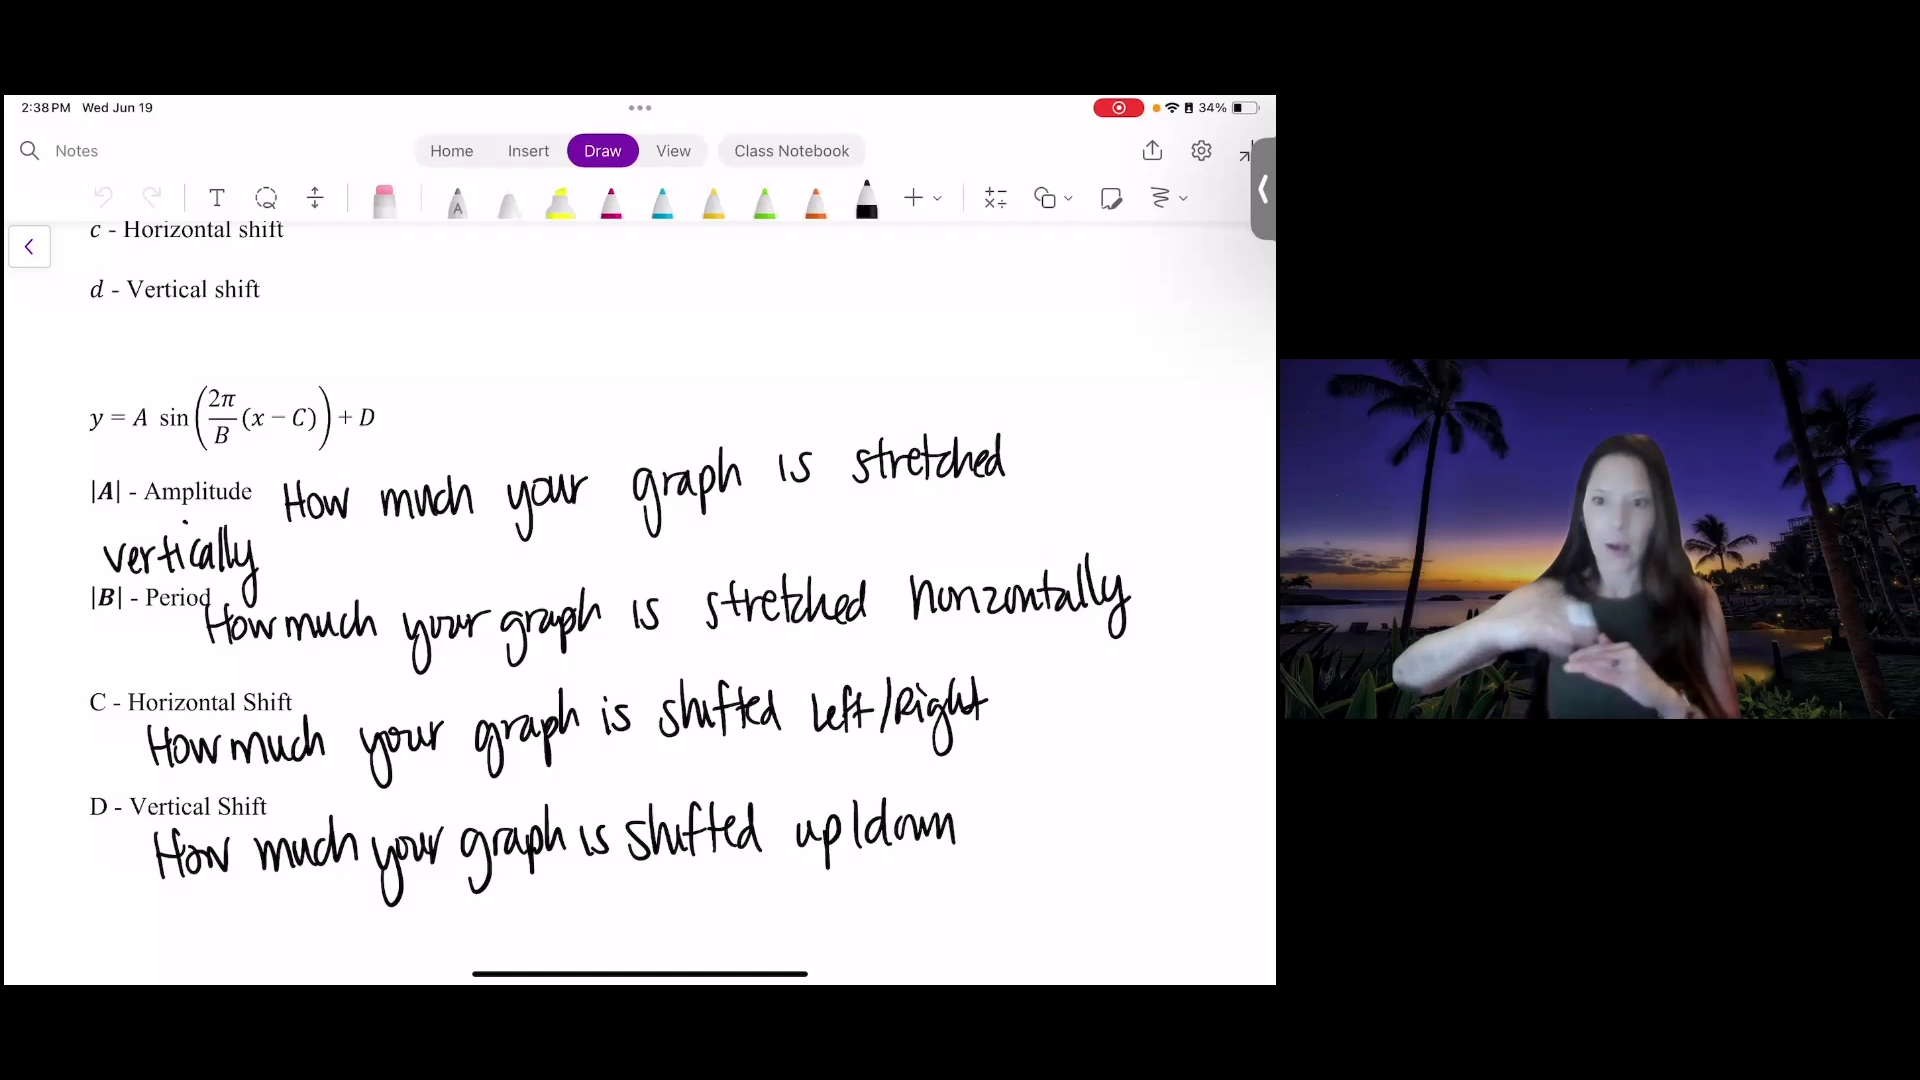 2:38 PM Wed Jun 19
34%
Notes
Home Insert Draw View Class Notebook
T
A
c - Horizontal shift
d - Vertical shift
y = A sin(2π/B (x − C)) + D
|A| - Amplitude How much your graph is stretched
vertically
|B| - Period
How much your graph is stretched horizontally
C - Horizontal Shift
How much your graph is shifted Left/Right
D - Vertical Shift
How much your graph is shifted up/down